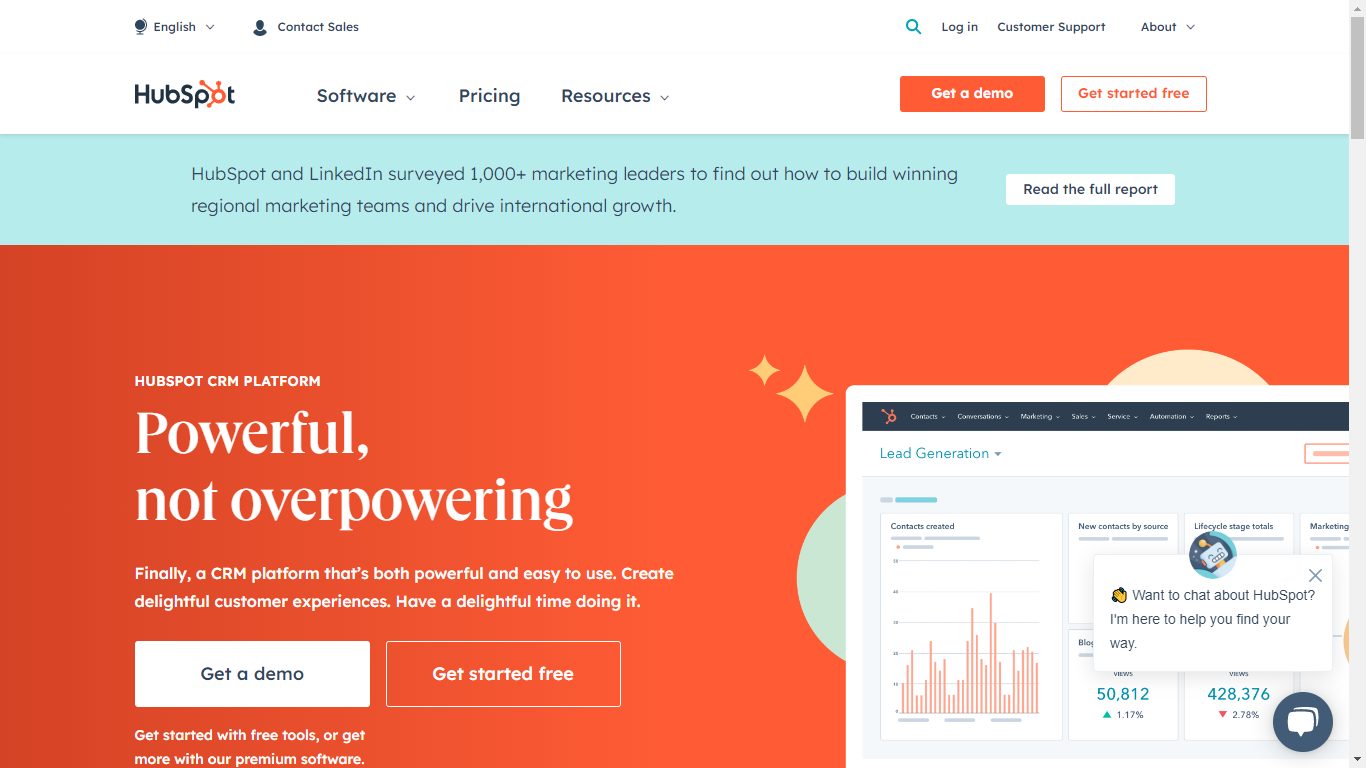 English
Contact Sales
Log in
Customer Support
About
HubSpot
Software
Pricing
Resources
Get a demo
Get started free
HubSpot and LinkedIn surveyed 1,000+ marketing leaders to find out how to build winning
regional marketing teams and drive international growth.
Read the full report
HUBSPOT CRM PLATFORM
Powerful,
not overpowering
Finally, a CRM platform that's both powerful and easy to use. Create
delightful customer experiences. Have a delightful time doing it.
Get a demo
Get started free
Get started with free tools, or get
more with our premium software.
Contacts
Conversations
Marketing
Sales
Service
Automation
Reports
Lead Generation
Contacts created
50
40
30
20
10
0
New contacts by source
Lifecycle stage totals
Marketing
Blog
VIEWS
50,812
1.17%
VIEWS
428,376
2.78%
👋 Want to chat about HubSpot?
I'm here to help you find your
way.